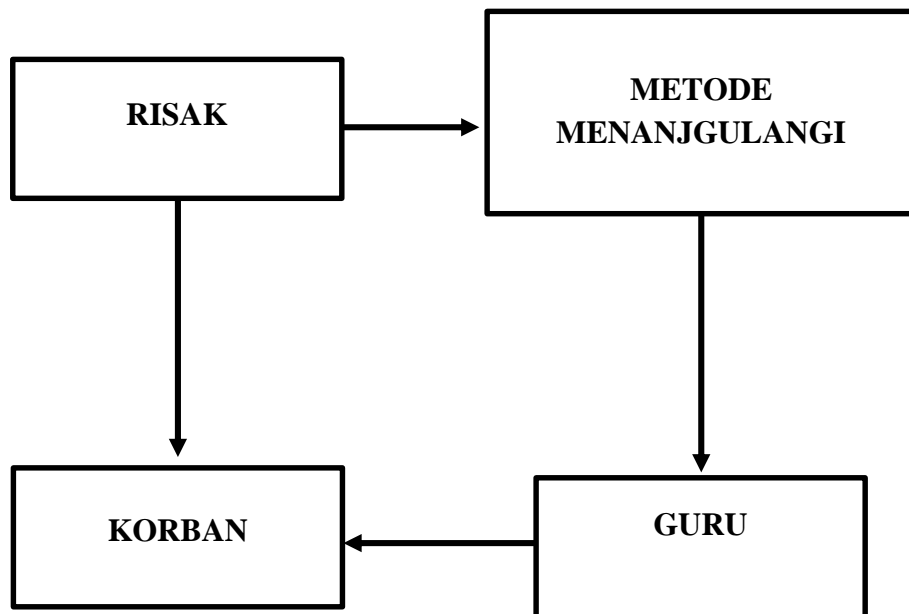 RISAK
METODE
MENANJGULANGI
KORBAN
GURU